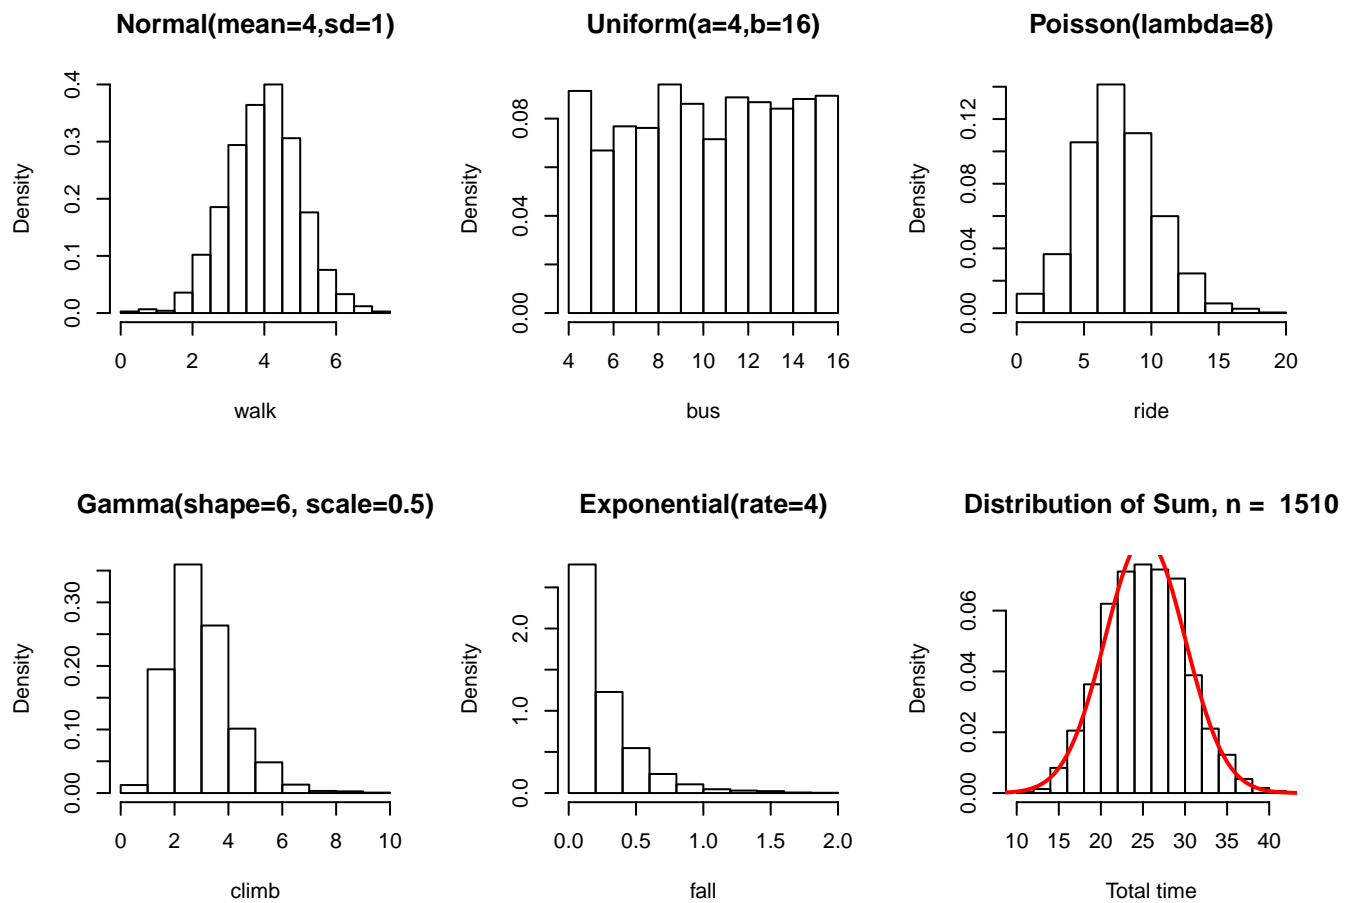 Normal(mean=4,sd=1)
Density
0.0 0.1 0.2 0.3 0.4
0 2 4 6
walk
Uniform(a=4,b=16)
Density
0.00 0.04 0.08
4 6 8 10 12 14 16
bus
Poisson(lambda=8)
Density
0.00 0.04 0.08 0.12
0 5 10 15 20
ride
Gamma(shape=6, scale=0.5)
Density
0.00 0.10 0.20 0.30
0 2 4 6 8 10
climb
Exponential(rate=4)
Density
0.0 1.0 2.0
0.0 0.5 1.0 1.5 2.0
fall
Distribution of Sum, n =  1510
Density
0.00 0.02 0.04 0.06
10 15 20 25 30 35 40
Total time